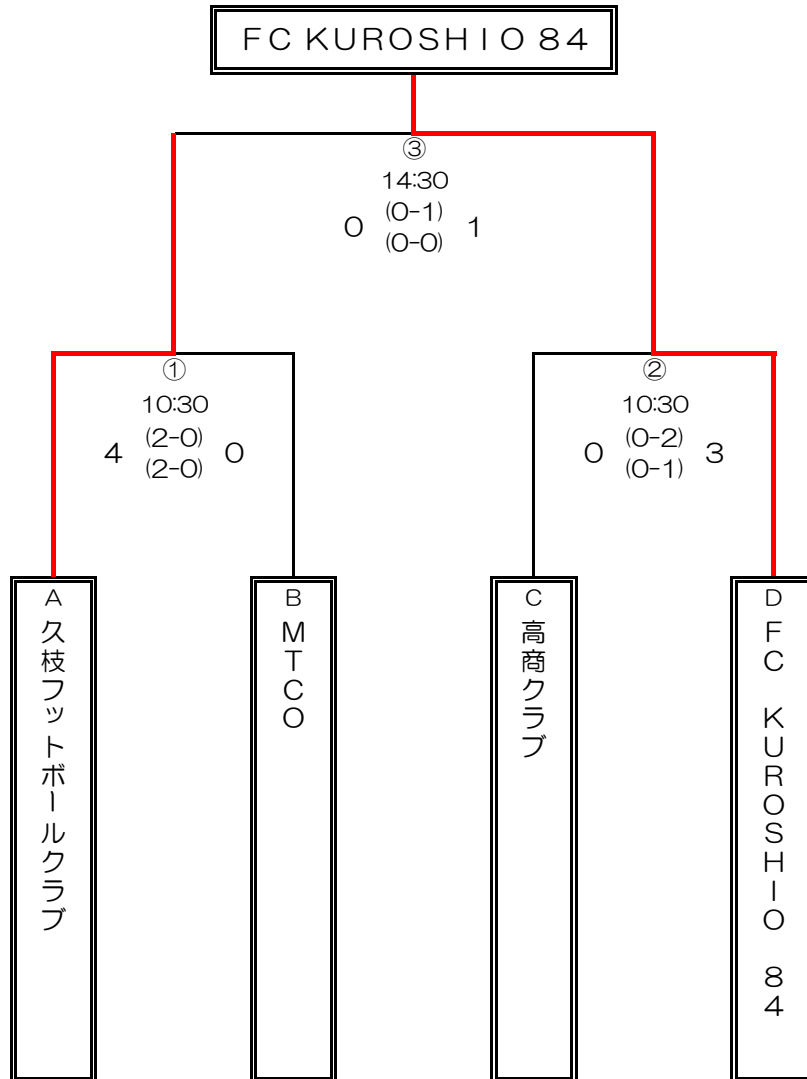 FC KUROSHIO 84
③
14:30
0 (0-1) 1
(0-0)
①
10:30
4 (2-0) 0
(2-0)
②
10:30
0 (0-2) 3
(0-1)
A
久枝フットボールクラブ
B
MTCO
C
高商クラブ
D
FC KUROSHIO 84